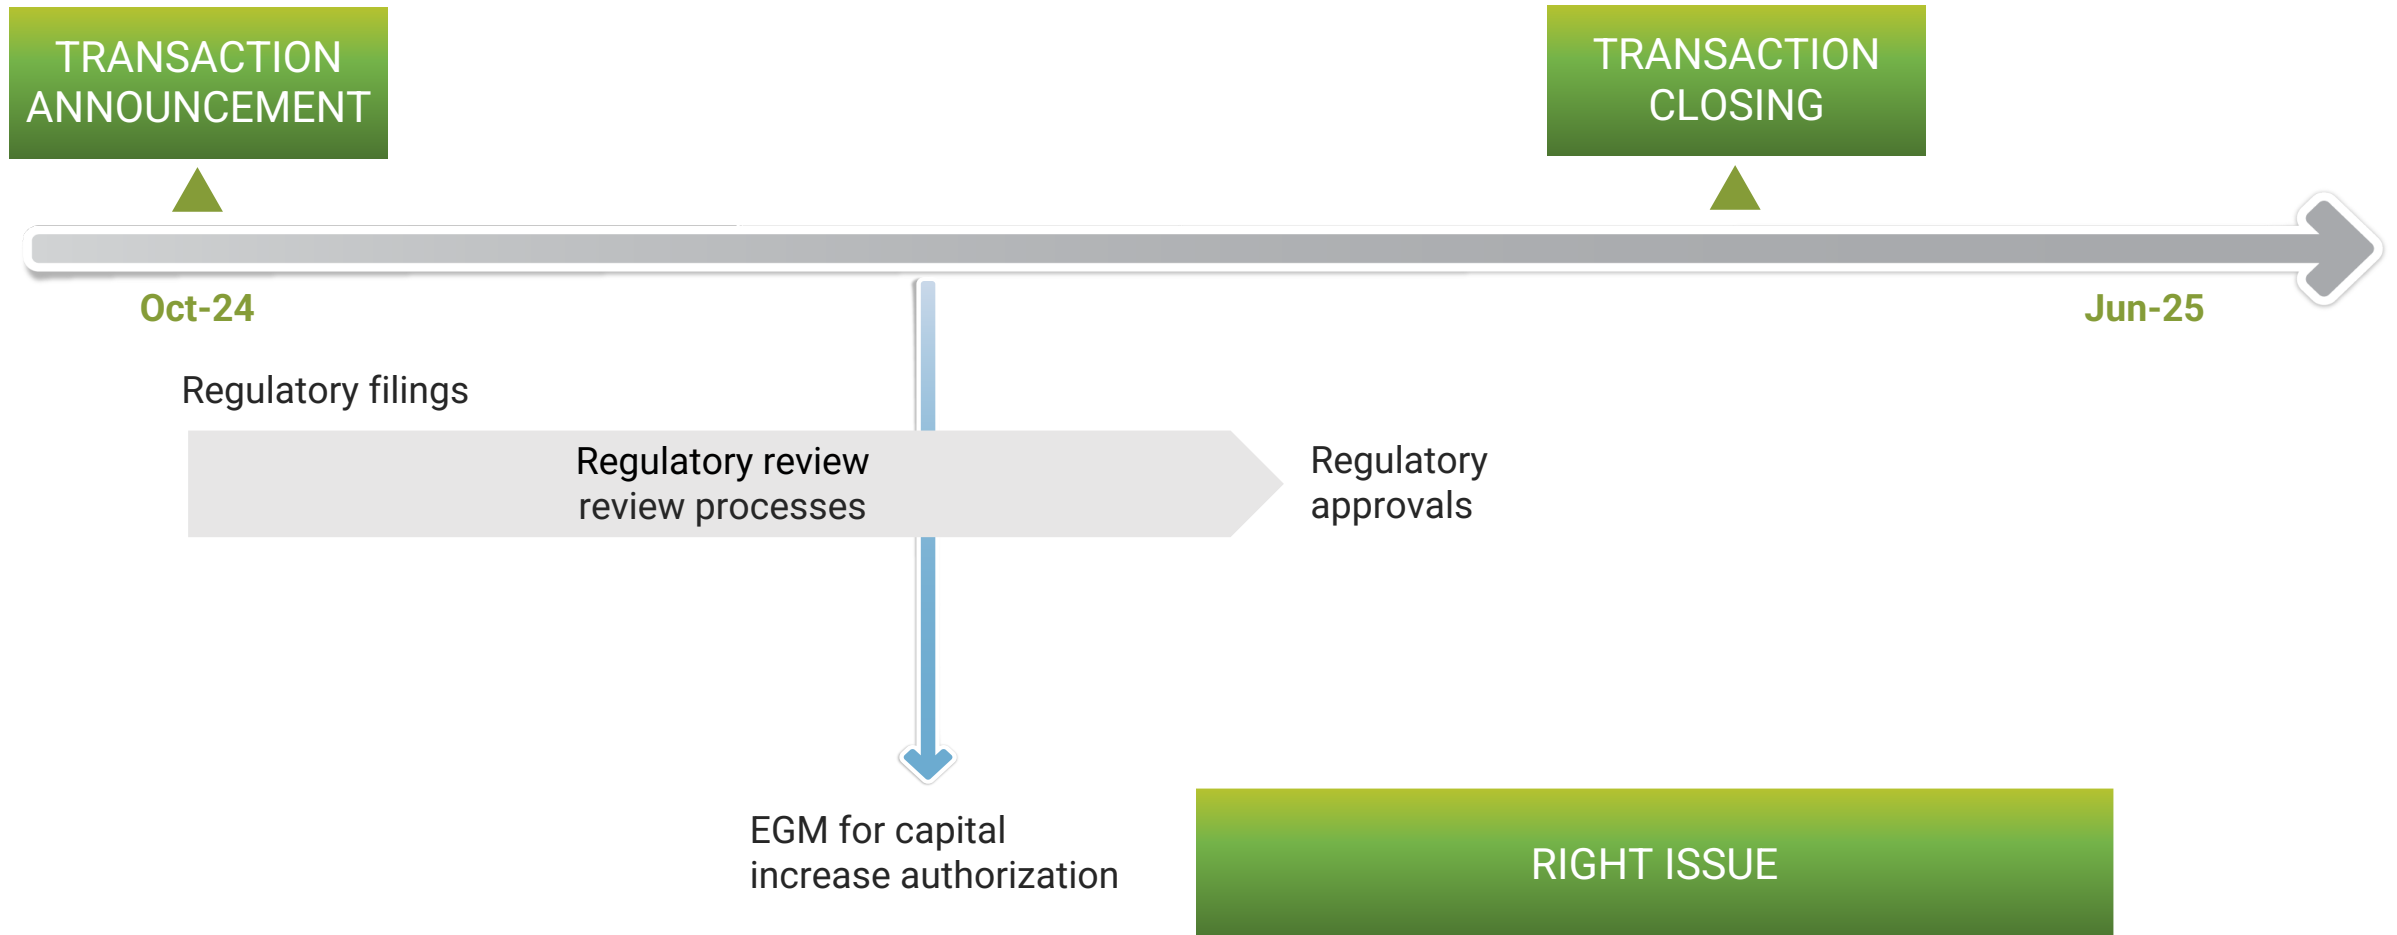 TRANSACTION
ANNOUNCEMENT
TRANSACTION
CLOSING
Oct-24
Jun-25
Regulatory filings
Regulatory review
review processes
Regulatory
approvals
EGM for capital
increase authorization
RIGHT ISSUE